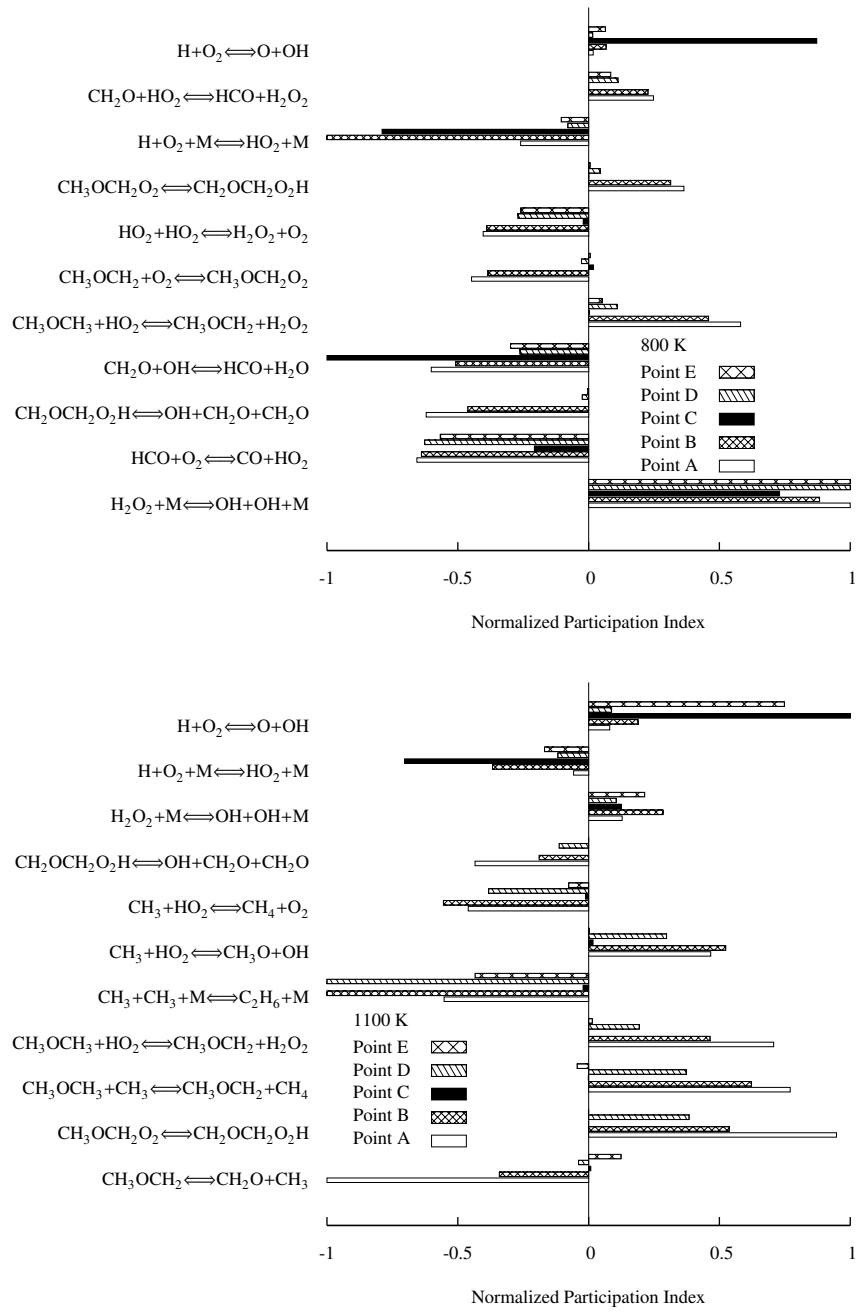 H+O₂⟺O+OH
CH₂O+HO₂⟺HCO+H₂O₂
H+O₂+M⟺HO₂+M
CH₃OCH₂O₂⟺CH₂OCH₂O₂H
HO₂+HO₂⟺H₂O₂+O₂
CH₃OCH₂+O₂⟺CH₃OCH₂O₂
CH₃OCH₃+HO₂⟺CH₃OCH₂+H₂O₂
CH₂O+OH⟺HCO+H₂O
CH₂OCH₂O₂H⟺OH+CH₂O+CH₂O
HCO+O₂⟺CO+HO₂
H₂O₂+M⟺OH+OH+M
800 K
Point E
Point D
Point C
Point B
Point A
-1 -0.5 0 0.5 1
Normalized Participation Index
H+O₂⟺O+OH
H+O₂+M⟺HO₂+M
H₂O₂+M⟺OH+OH+M
CH₂OCH₂O₂H⟺OH+CH₂O+CH₂O
CH₃+HO₂⟺CH₄+O₂
CH₃+HO₂⟺CH₃O+OH
CH₃+CH₃+M⟺C₂H₆+M
CH₃OCH₃+HO₂⟺CH₃OCH₂+H₂O₂
CH₃OCH₃+CH₃⟺CH₃OCH₂+CH₄
CH₃OCH₂O₂⟺CH₂OCH₂O₂H
CH₃OCH₂⟺CH₂O+CH₃
1100 K
Point E
Point D
Point C
Point B
Point A
-1 -0.5 0 0.5 1
Normalized Participation Index